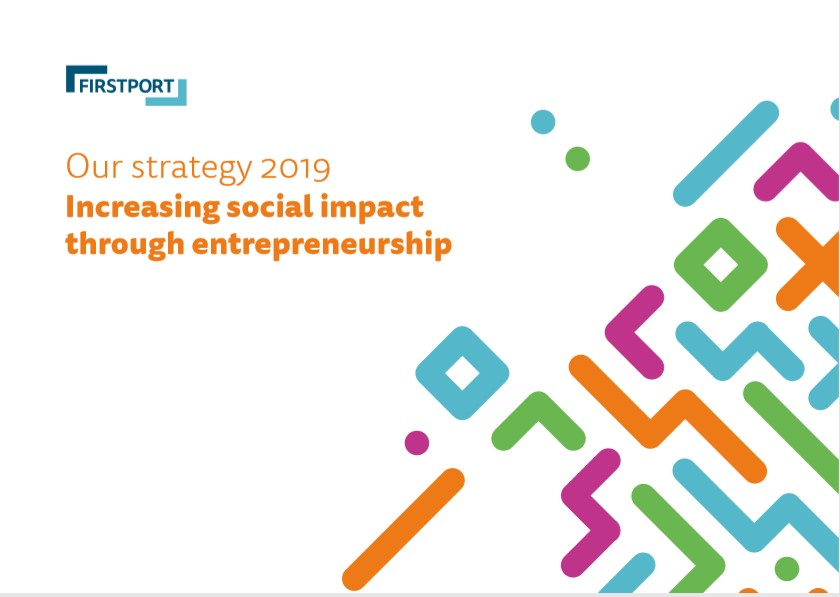 FIRSTPORT
Our strategy 2019
Increasing social impact
through entrepreneurship